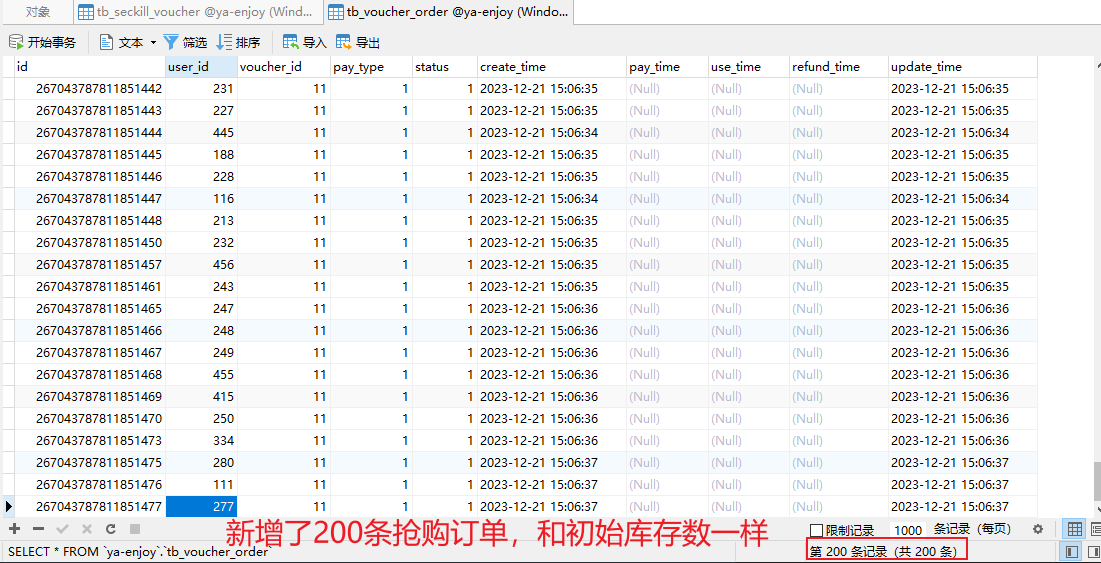 对象 tb_seckill_voucher @ya-enjoy (Wind... tb_voucher_order @ya-enjoy (Windo...
开始事务 文本 筛选 排序 导入 导出
id user_id voucher_id pay_type status create_time pay_time use_time refund_time update_time
267043787811851442 231 11 1 1 2023-12-21 15:06:35 (Null) (Null) (Null) 2023-12-21 15:06:35
267043787811851443 227 11 1 1 2023-12-21 15:06:35 (Null) (Null) (Null) 2023-12-21 15:06:35
267043787811851444 445 11 1 1 2023-12-21 15:06:34 (Null) (Null) (Null) 2023-12-21 15:06:34
267043787811851445 188 11 1 1 2023-12-21 15:06:35 (Null) (Null) (Null) 2023-12-21 15:06:35
267043787811851446 228 11 1 1 2023-12-21 15:06:35 (Null) (Null) (Null) 2023-12-21 15:06:35
267043787811851447 116 11 1 1 2023-12-21 15:06:34 (Null) (Null) (Null) 2023-12-21 15:06:34
267043787811851448 213 11 1 1 2023-12-21 15:06:35 (Null) (Null) (Null) 2023-12-21 15:06:35
267043787811851450 232 11 1 1 2023-12-21 15:06:35 (Null) (Null) (Null) 2023-12-21 15:06:35
267043787811851457 456 11 1 1 2023-12-21 15:06:35 (Null) (Null) (Null) 2023-12-21 15:06:35
267043787811851461 243 11 1 1 2023-12-21 15:06:35 (Null) (Null) (Null) 2023-12-21 15:06:35
267043787811851465 247 11 1 1 2023-12-21 15:06:36 (Null) (Null) (Null) 2023-12-21 15:06:36
267043787811851466 248 11 1 1 2023-12-21 15:06:36 (Null) (Null) (Null) 2023-12-21 15:06:36
267043787811851467 249 11 1 1 2023-12-21 15:06:36 (Null) (Null) (Null) 2023-12-21 15:06:36
267043787811851468 455 11 1 1 2023-12-21 15:06:36 (Null) (Null) (Null) 2023-12-21 15:06:36
267043787811851469 415 11 1 1 2023-12-21 15:06:36 (Null) (Null) (Null) 2023-12-21 15:06:36
267043787811851470 250 11 1 1 2023-12-21 15:06:36 (Null) (Null) (Null) 2023-12-21 15:06:36
267043787811851473 334 11 1 1 2023-12-21 15:06:36 (Null) (Null) (Null) 2023-12-21 15:06:36
267043787811851475 280 11 1 1 2023-12-21 15:06:37 (Null) (Null) (Null) 2023-12-21 15:06:37
267043787811851476 111 11 1 1 2023-12-21 15:06:37 (Null) (Null) (Null) 2023-12-21 15:06:37
267043787811851477 277 11 1 1 2023-12-21 15:06:37 (Null) (Null) (Null) 2023-12-21 15:06:37
新增了200条抢购订单，和初始库存数一样
限制记录 1000 条记录（每页）
SELECT * FROM `ya-enjoy`.`tb_voucher_order` 第 200 条记录（共 200 条）